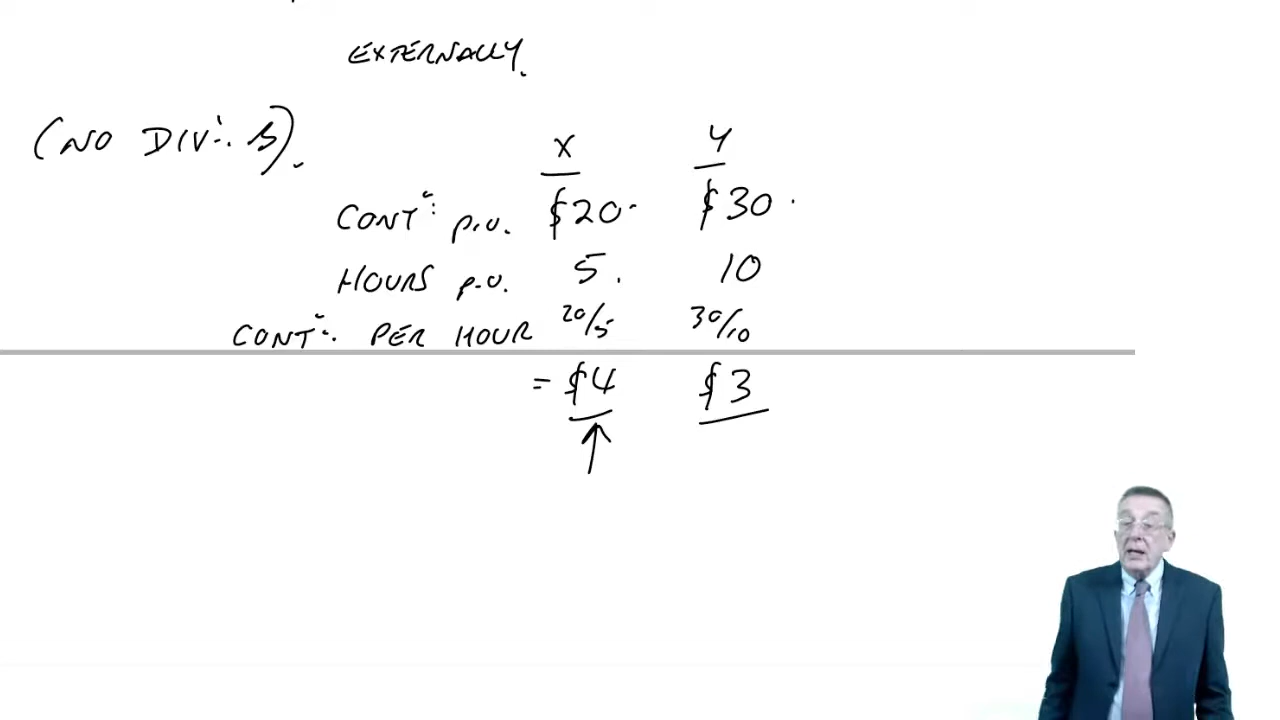 EXTERNALLY.
(NO DIV. B).
X Y
CONT. p.u. $20 $30
HOURS p.u. 5 10
CONT. PER HOUR 20/5 30/10
= $4 $3